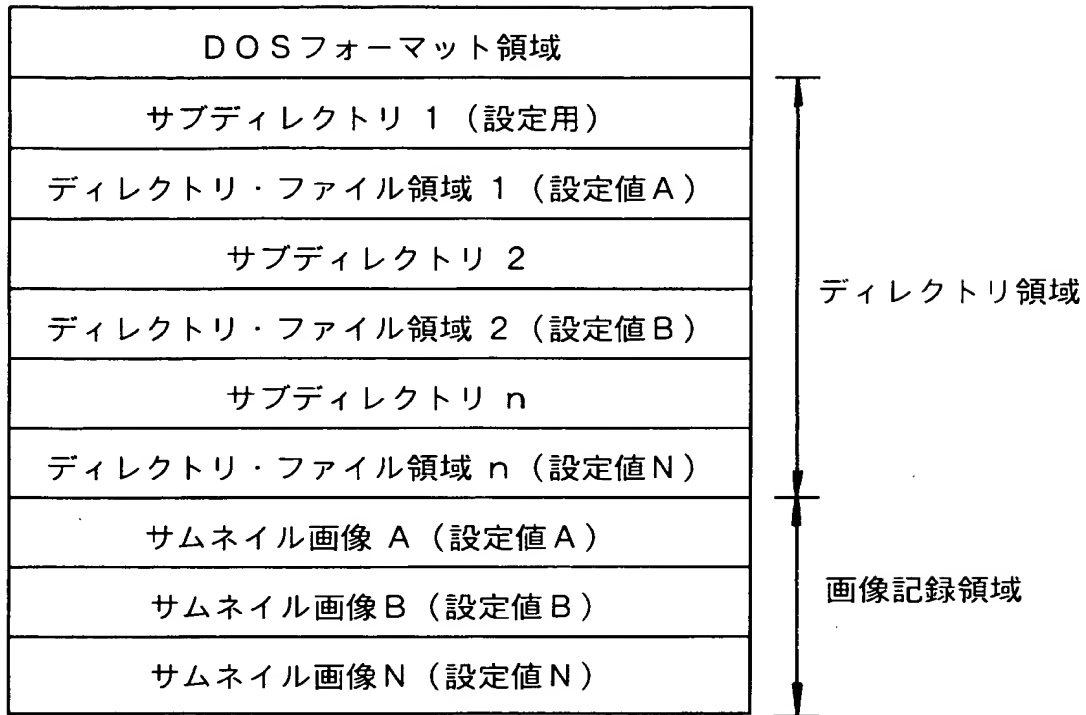 DOSフォーマット領域
サブディレクトリ 1（設定用）
ディレクトリ・ファイル領域 1（設定値A）
サブディレクトリ 2
ディレクトリ・ファイル領域 2（設定値B）
サブディレクトリ n
ディレクトリ・ファイル領域 n（設定値N）
サムネイル画像 A（設定値A）
サムネイル画像B（設定値B）
サムネイル画像N（設定値N）
ディレクトリ領域
画像記録領域